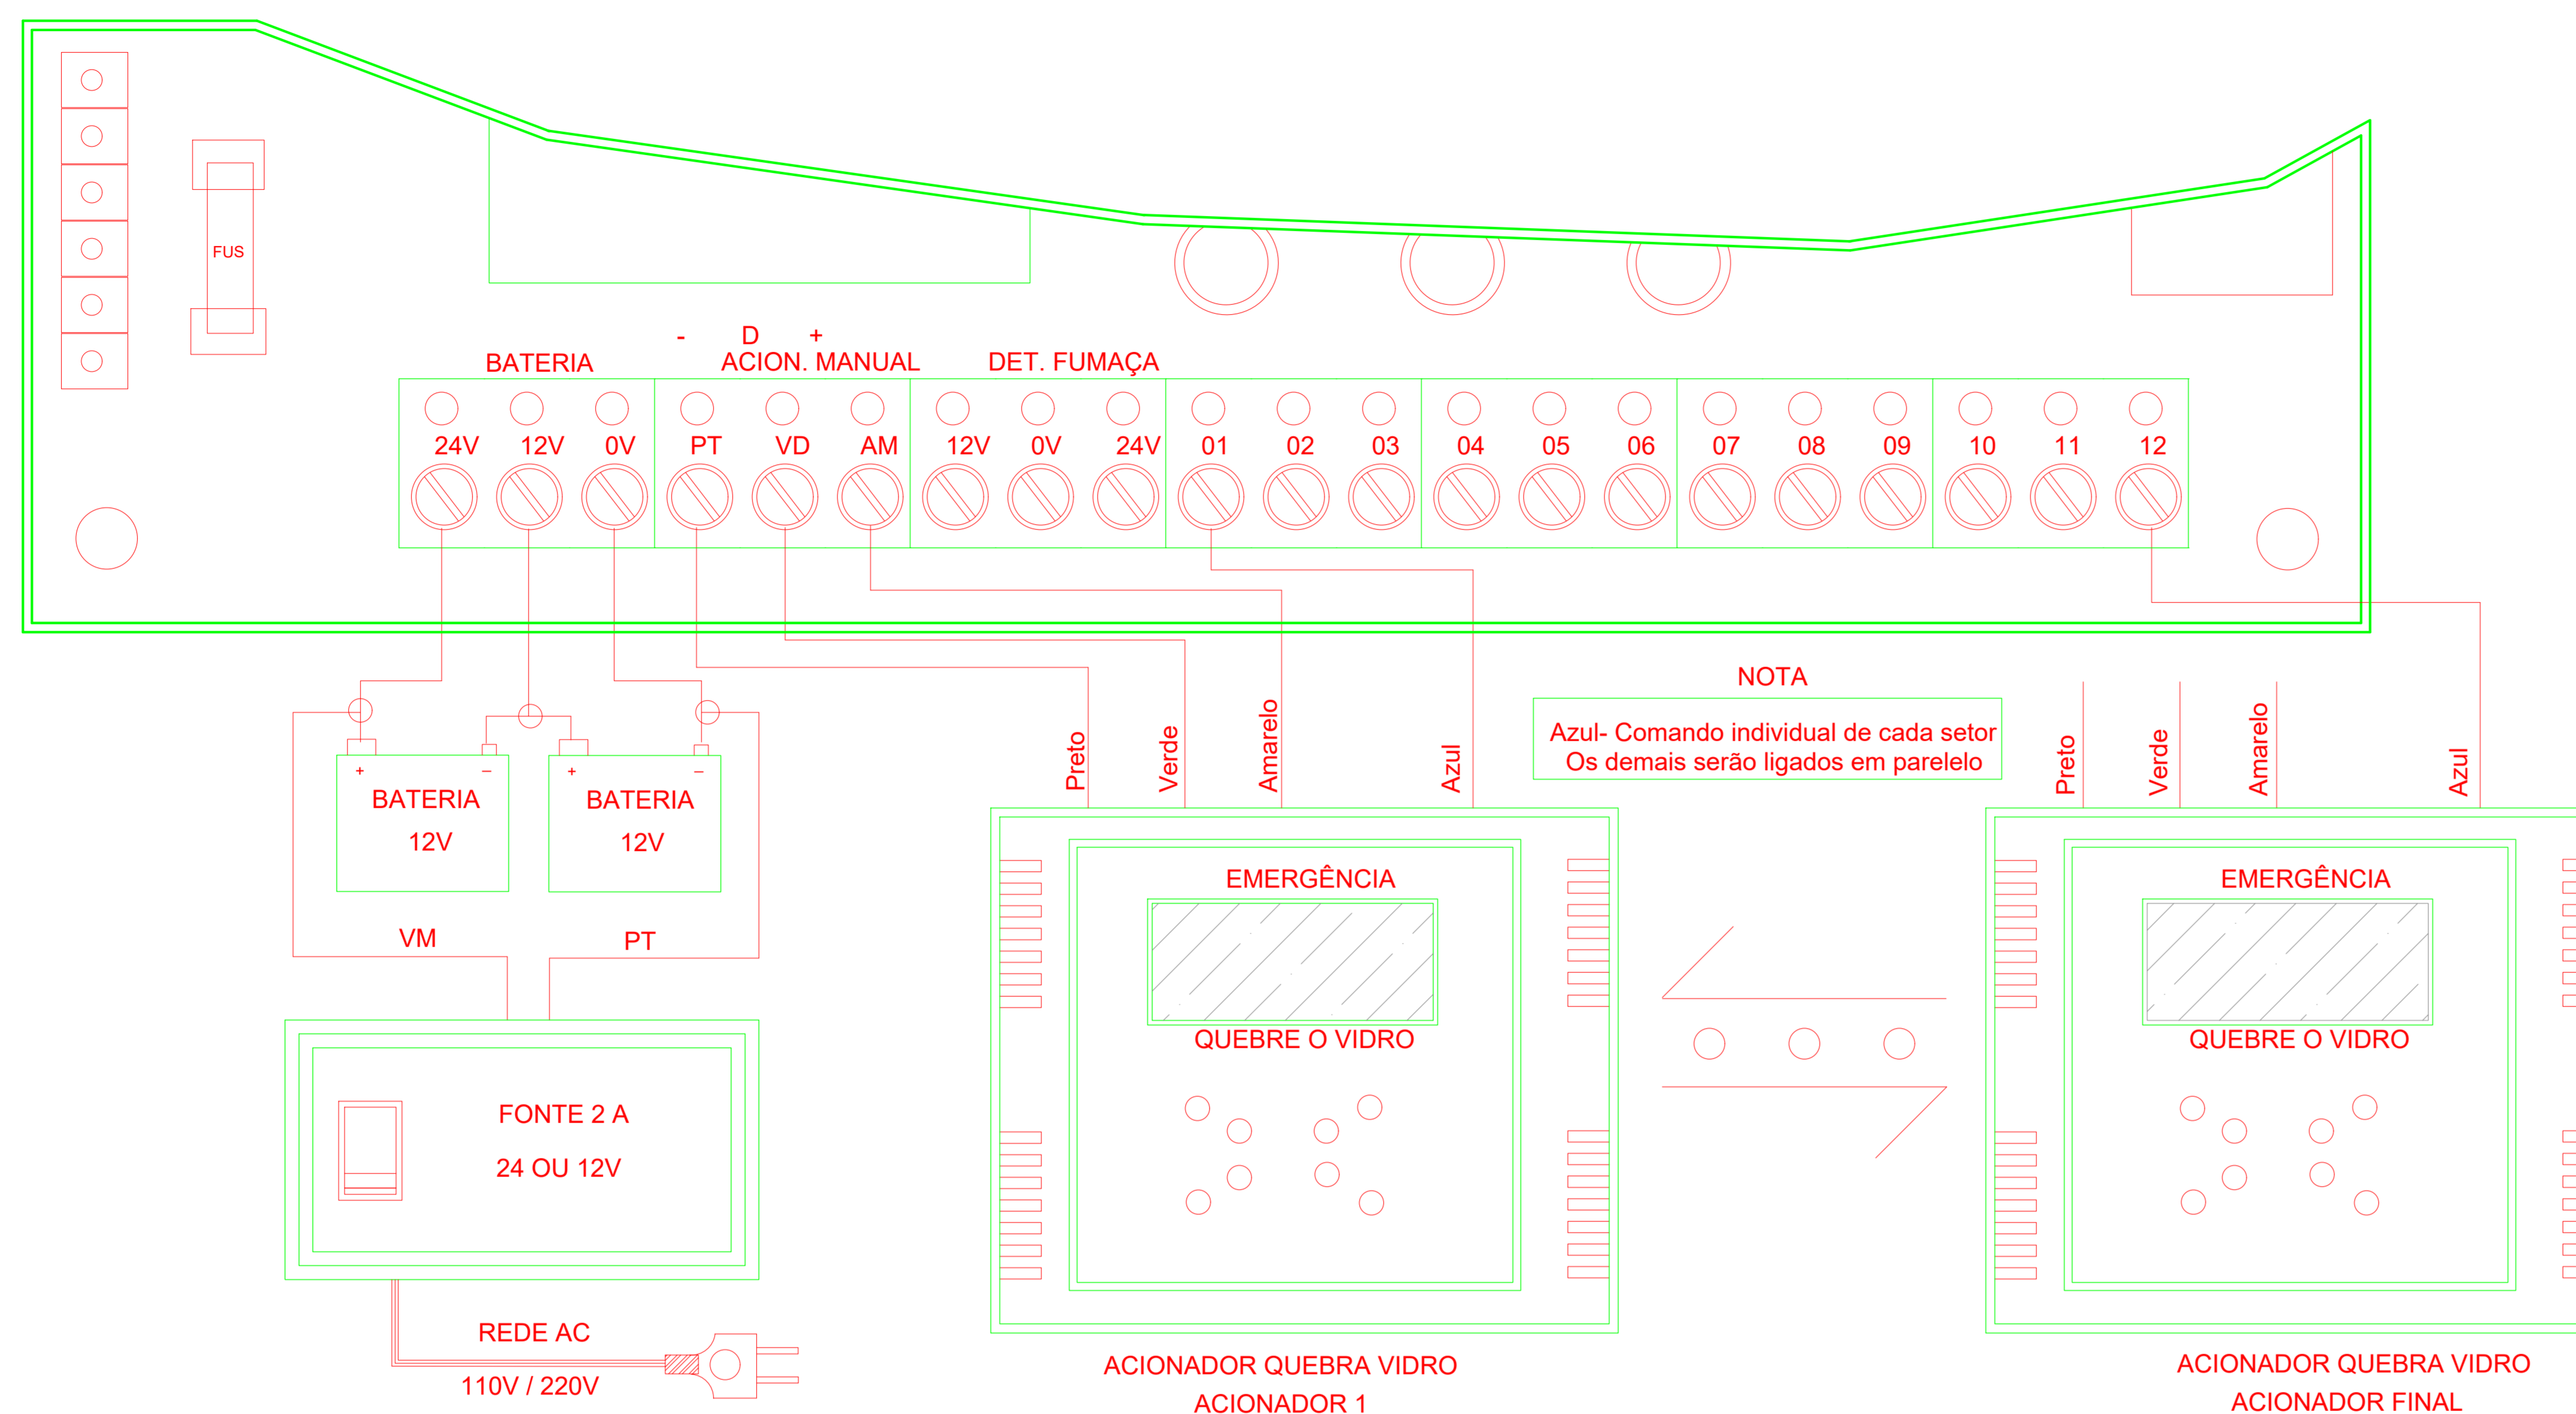 FUS
- D +
BATERIA ACION. MANUAL DET. FUMAÇA
24V 12V 0V PT VD AM 12V 0V 24V 01 02 03 04 05 06 07 08 09 10 11 12
NOTA
Azul- Comando individual de cada setor
Os demais serão ligados em parelelo
Preto
Verde
Amarelo
Azul
Preto
Verde
Amarelo
Azul
+ − + −
BATERIA
12V
BATERIA
12V
VM PT
FONTE 2 A
24 OU 12V
REDE AC
110V / 220V
EMERGÊNCIA
QUEBRE O VIDRO
ACIONADOR QUEBRA VIDRO
ACIONADOR 1
EMERGÊNCIA
QUEBRE O VIDRO
ACIONADOR QUEBRA VIDRO
ACIONADOR FINAL